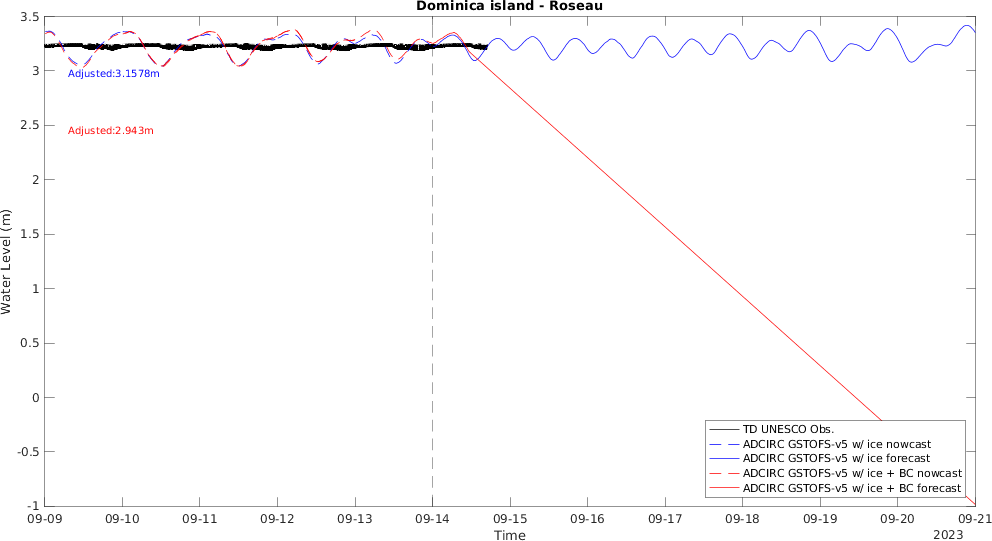 Dominica island - Roseau
3.5
3
2.5
2
1.5
1
0.5
0
-0.5
-1
Water Level (m)
Adjusted:3.1578m
Adjusted:2.943m
TD UNESCO Obs.
ADCIRC GSTOFS-v5 w/ ice nowcast
ADCIRC GSTOFS-v5 w/ ice forecast
ADCIRC GSTOFS-v5 w/ ice + BC nowcast
ADCIRC GSTOFS-v5 w/ ice + BC forecast
09-09 09-10 09-11 09-12 09-13 09-14 09-15 09-16 09-17 09-18 09-19 09-20 09-21
Time
2023